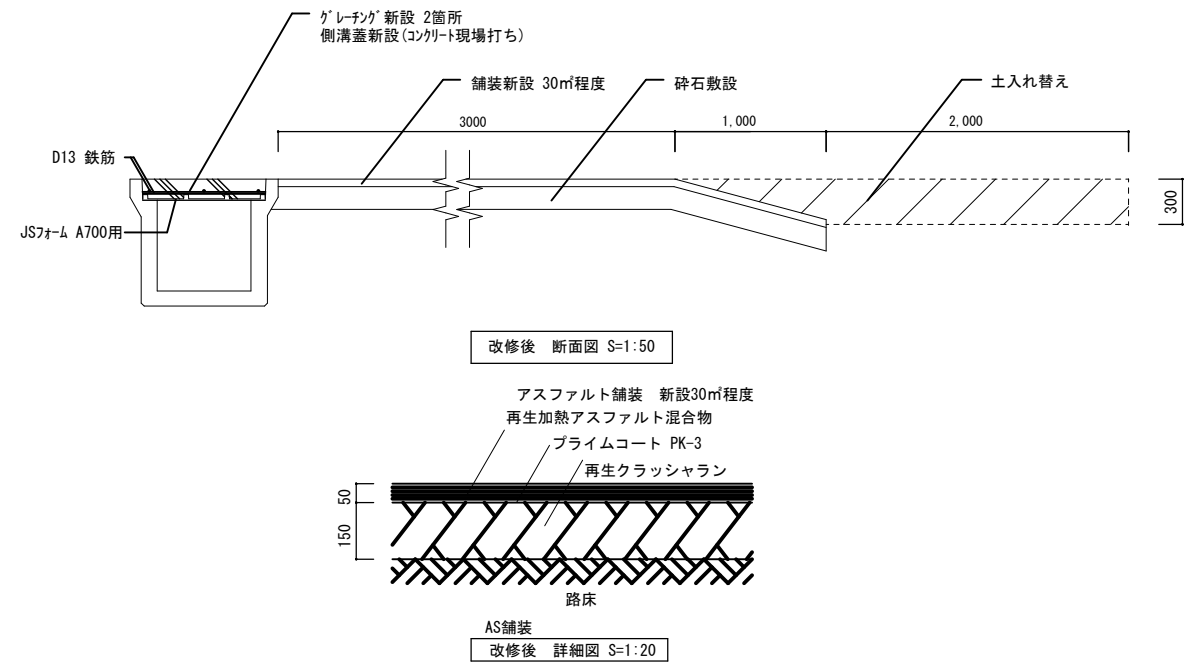 ｸﾞﾚｰﾁﾝｸﾞ新設 2箇所
側溝蓋新設(ｺﾝｸﾘｰﾄ現場打ち)
舗装新設 30㎡程度
砕石敷設
土入れ替え
3000
1,000
2,000
D13 鉄筋
300
JSﾌｫｰﾑ A700用
改修後 断面図 S=1:50
アスファルト舗装 新設30㎡程度
再生加熱アスファルト混合物
プライムコート PK-3
再生クラッシャラン
50
150
路床
AS舗装
改修後 詳細図 S=1:20